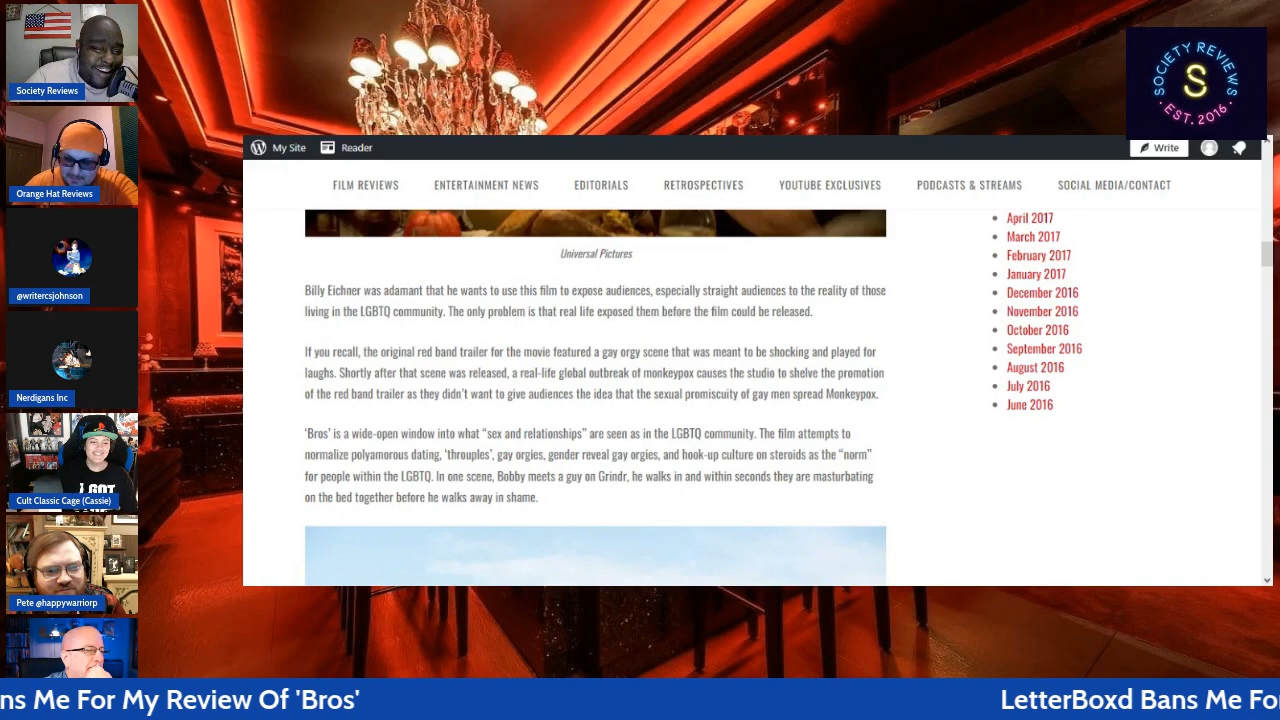 Society Reviews
Orange Hat Reviews
@writercsjohnson
Nerdigans Inc
I GOT
Cult Classic Cage (Cassie)
Pete @happywarriorp
SOCIETY REVIEWS
S
· EST. 2016 ·
My Site Reader Write
FILM REVIEWS ENTERTAINMENT NEWS EDITORIALS RETROSPECTIVES YOUTUBE EXCLUSIVES PODCASTS & STREAMS SOCIAL MEDIA/CONTACT
Universal Pictures
Billy Eichner was adamant that he wants to use this film to expose audiences, especially straight audiences to the reality of those
living in the LGBTQ community. The only problem is that real life exposed them before the film could be released.
If you recall, the original red band trailer for the movie featured a gay orgy scene that was meant to be shocking and played for
laughs. Shortly after that scene was released, a real-life global outbreak of monkeypox causes the studio to shelve the promotion
of the red band trailer as they didn't want to give audiences the idea that the sexual promiscuity of gay men spread Monkeypox.
'Bros' is a wide-open window into what “sex and relationships” are seen as in the LGBTQ community. The film attempts to
normalize polyamorous dating, 'throuples', gay orgies, gender reveal gay orgies, and hook-up culture on steroids as the “norm”
for people within the LGBTQ. In one scene, Bobby meets a guy on Grindr, he walks in and within seconds they are masturbating
on the bed together before he walks away in shame.
April 2017
March 2017
February 2017
January 2017
December 2016
November 2016
October 2016
September 2016
August 2016
July 2016
June 2016
ns Me For My Review Of 'Bros'
LetterBoxd Bans Me Fo